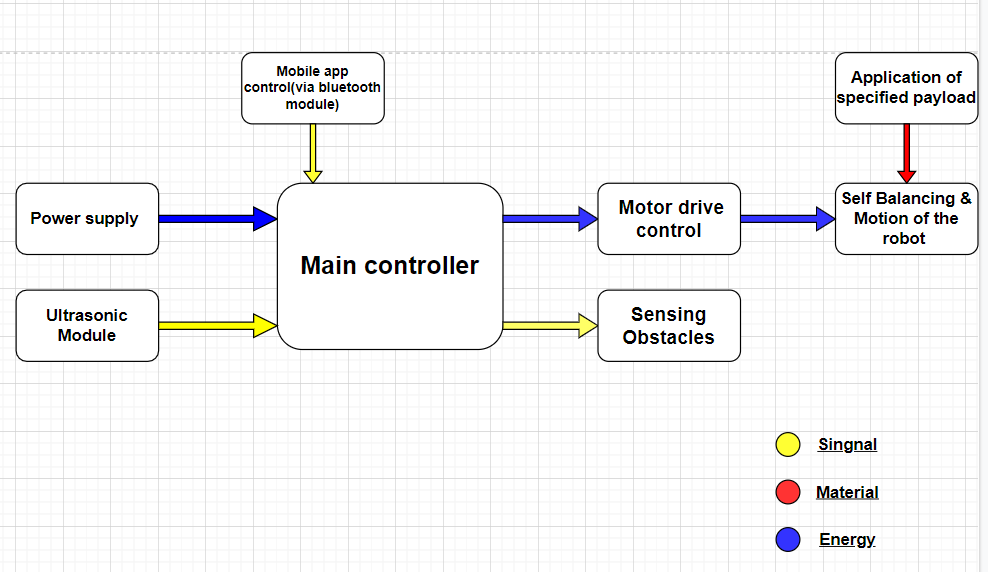 Mobile app
control(via bluetooth
module)
Application of
specified payload
Power supply
Main controller
Motor drive
control
Self Balancing &
Motion of the
robot
Ultrasonic
Module
Sensing
Obstacles
Singnal
Material
Energy